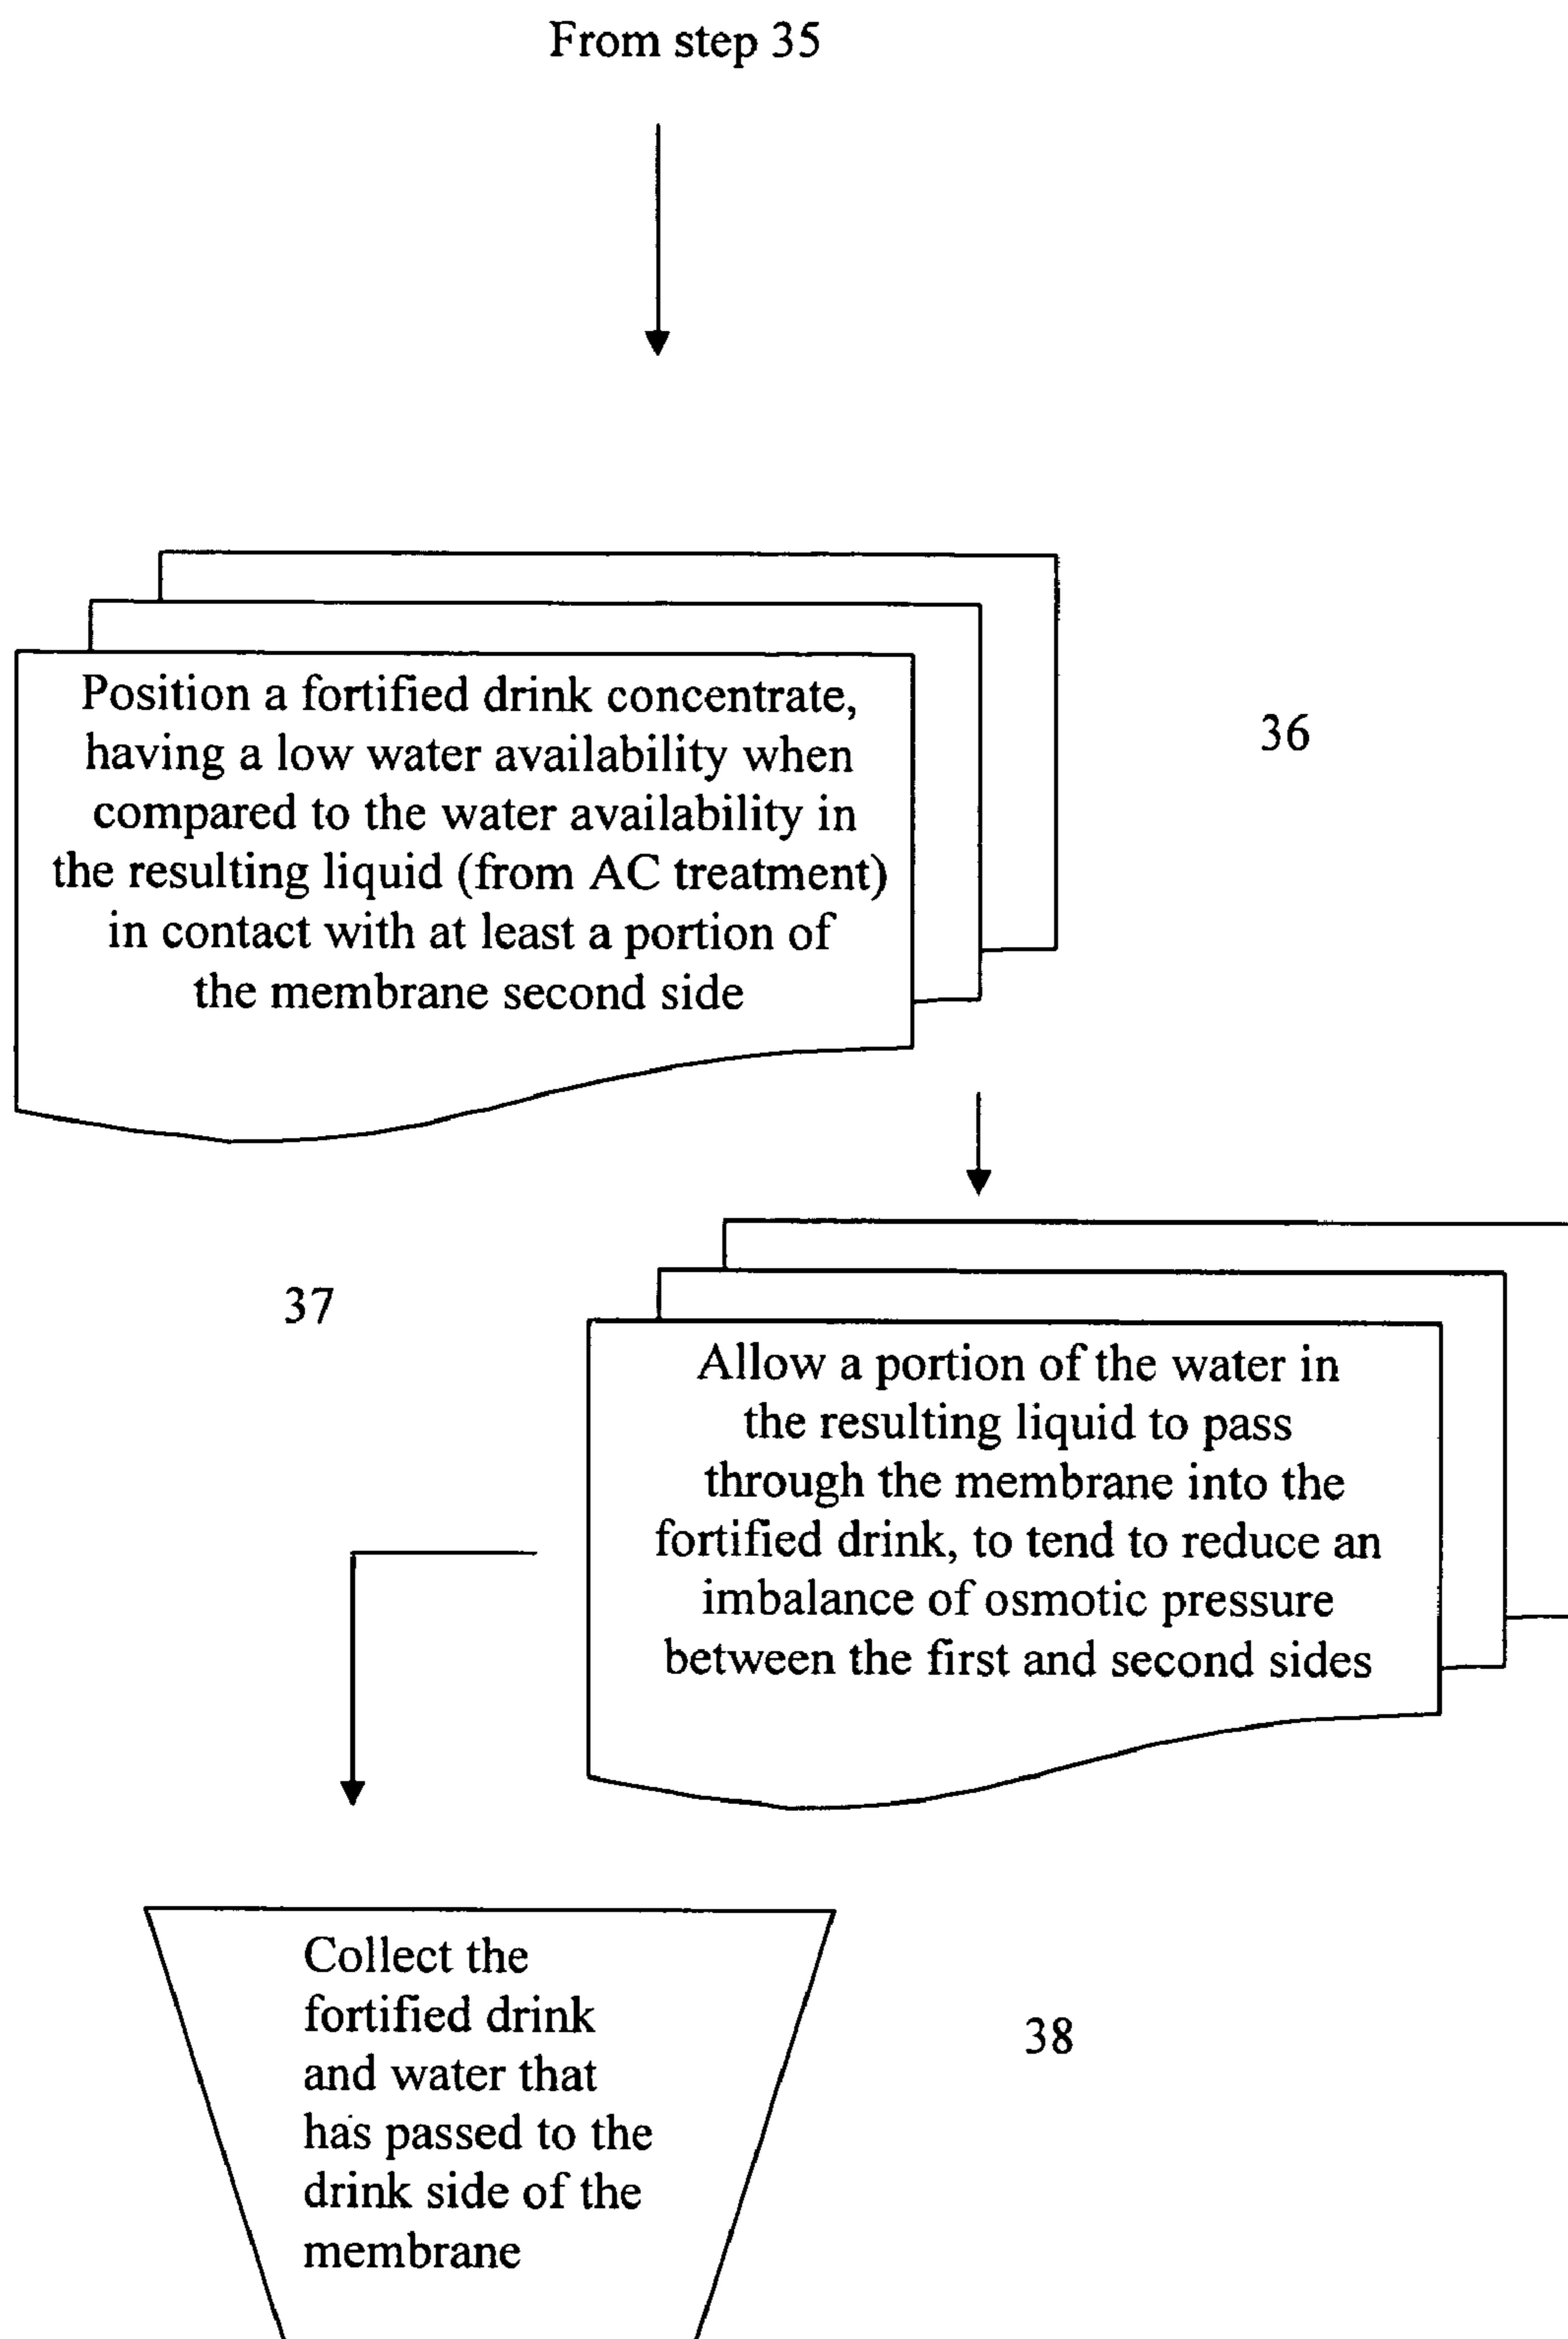 From step 35
Position a fortified drink concentrate,
having a low water availability when
compared to the water availability in
the resulting liquid (from AC treatment)
in contact with at least a portion of
the membrane second side
36
37
Allow a portion of the water in
the resulting liquid to pass
through the membrane into the
fortified drink, to tend to reduce an
imbalance of osmotic pressure
between the first and second sides
Collect the
fortified drink
and water that
has passed to the
drink side of the
membrane
38